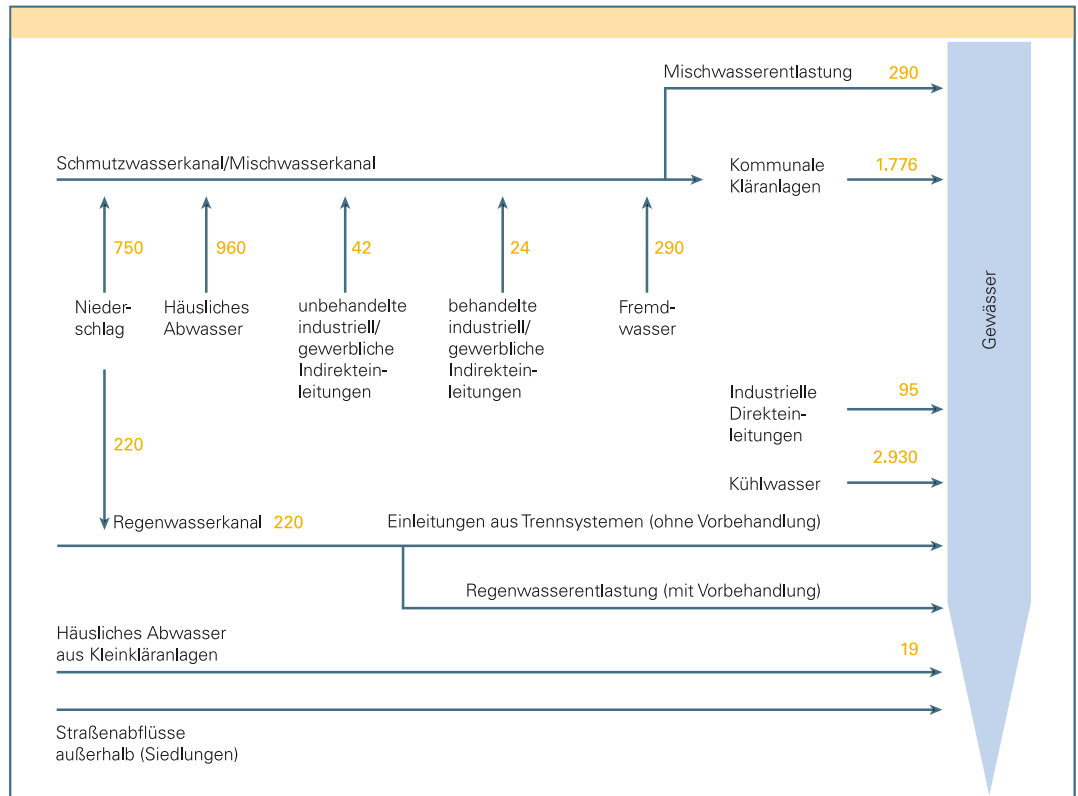 Mischwasserentlastung 290
Schmutzwasserkanal/Mischwasserkanal
Kommunale
Kläranlagen
1.776
750
960
42
24
290
Nieder-
schlag
Häusliches
Abwasser
unbehandelte
industriell/
gewerbliche
Indirektein-
leitungen
behandelte
industriell/
gewerbliche
Indirektein-
leitungen
Fremd-
wasser
Gewässer
Industrielle
Direktein-
leitungen
95
220
2.930
Kühlwasser
Regenwasserkanal 220
Einleitungen aus Trennsystemen (ohne Vorbehandlung)
Regenwasserentlastung (mit Vorbehandlung)
Häusliches Abwasser
aus Kleinkläranlagen
19
Straßenabflüsse
außerhalb (Siedlungen)